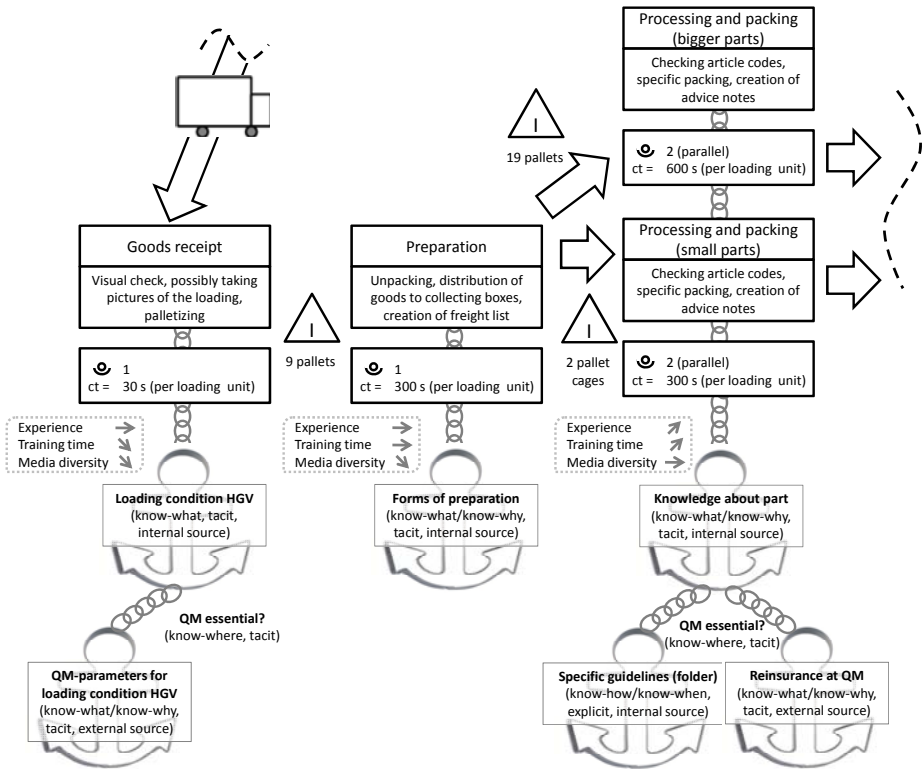 Processing and packing
(bigger parts)
Checking article codes,
specific packing, creation of
advice notes
19 pallets
2 (parallel)
ct = 600 s (per loading unit)
Goods receipt
Visual check, possibly taking
pictures of the loading,
palletizing
1
ct = 30 s (per loading unit)
I
9 pallets
Preparation
Unpacking, distribution of
goods to collecting boxes,
creation of freight list
1
ct = 300 s (per loading unit)
I
I
2 pallet
cages
Processing and packing
(small parts)
Checking article codes,
specific packing, creation of
advice notes
2 (parallel)
ct = 300 s (per loading unit)
Experience
Training time
Media diversity
Loading condition HGV
(know-what, tacit,
internal source)
QM essential?
(know-where, tacit)
QM-parameters for
loading condition HGV
(know-what/know-why,
tacit, external source)
Experience
Training time
Media diversity
Forms of preparation
(know-what/know-why,
tacit, internal source)
Experience
Training time
Media diversity
Knowledge about part
(know-what/know-why,
tacit, internal source)
QM essential?
(know-where, tacit)
Specific guidelines (folder)
(know-how/know-when,
explicit, internal source)
Reinsurance at QM
(know-what/know-why,
tacit, external source)